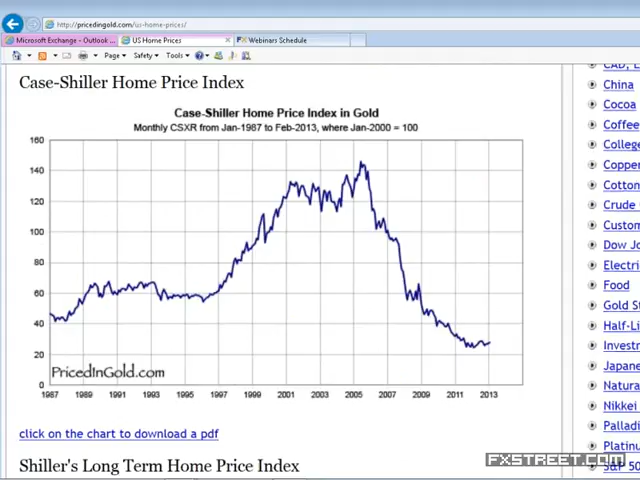 http://pricedingold.com/us-home-prices/
Microsoft Exchange - Outlook ...
US Home Prices
Webinars Schedule
Page
Safety
Tools
Case-Shiller Home Price Index
Case-Shiller Home Price Index in Gold
Monthly CSXR from Jan-1987 to Feb-2013, where Jan-2000 = 100
160
140
120
100
80
60
40
20
0
1987 1989 1991 1993 1995 1997 1999 2001 2003 2005 2007 2009 2011 2013
PricedInGold.com
click on the chart to download a pdf
Shiller's Long Term Home Price Index
CAD, E
China
Cocoa
Coffee
College
Copper
Cotton
Crude
Custom
Dow Jo
Electri
Food
Gold St
Half-Li
Investm
Japane
Natura
Nikkei
Palladi
Platinu
S&P 50
FXSTREET.COM